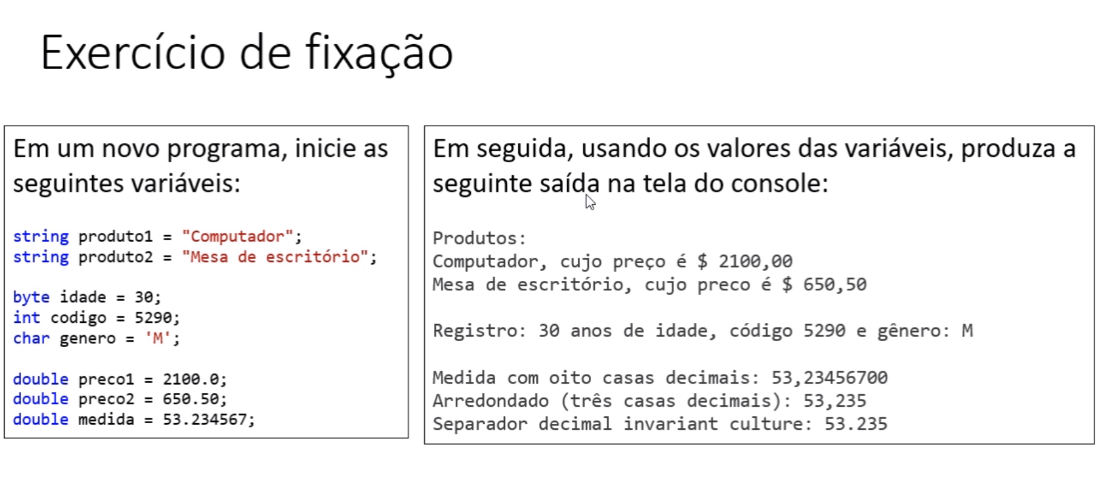 Exercício de fixação
Em um novo programa, inicie as
seguintes variáveis:
string produto1 = "Computador";
string produto2 = "Mesa de escritório";
byte idade = 30;
int codigo = 5290;
char genero = 'M';
double preco1 = 2100.0;
double preco2 = 650.50;
double medida = 53.234567;
Em seguida, usando os valores das variáveis, produza a
seguinte saída na tela do console:
Produtos:
Computador, cujo preço é $ 2100,00
Mesa de escritório, cujo preco é $ 650,50
Registro: 30 anos de idade, código 5290 e gênero: M
Medida com oito casas decimais: 53,23456700
Arredondado (três casas decimais): 53,235
Separador decimal invariant culture: 53.235